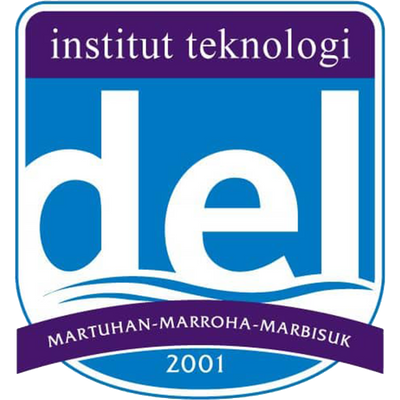 institut teknologi
del
MARTUHAN-MARROHA-MARBISUK
2001